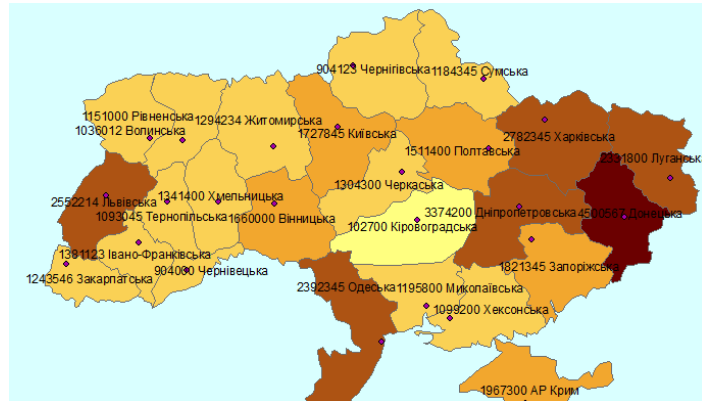 904123 Чернігівська
1184345 Сумська
1151000 Рівненська
1294234 Житомирська
1036012 Волинська
1727845 Київська
2782345 Харківська
1511400 Полтавська
2331800 Луганська
1304300 Черкаська
2552214 Львівська
1341400 Хмельницька
1093045 Тернопільська
1660000 Вінницька
3374200 Дніпропетровська
4500567 Донецька
102700 Кіровоградська
1381123 Івано-Франківська
904000 Чернівецька
1243546 Закарпатська
1821345 Запоріжська
2392345 Одеська
1195800 Миколаївська
1099200 Хексонська
1967300 АР Крим